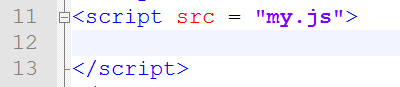 11 <script src = "my.js">
12
13 </script>